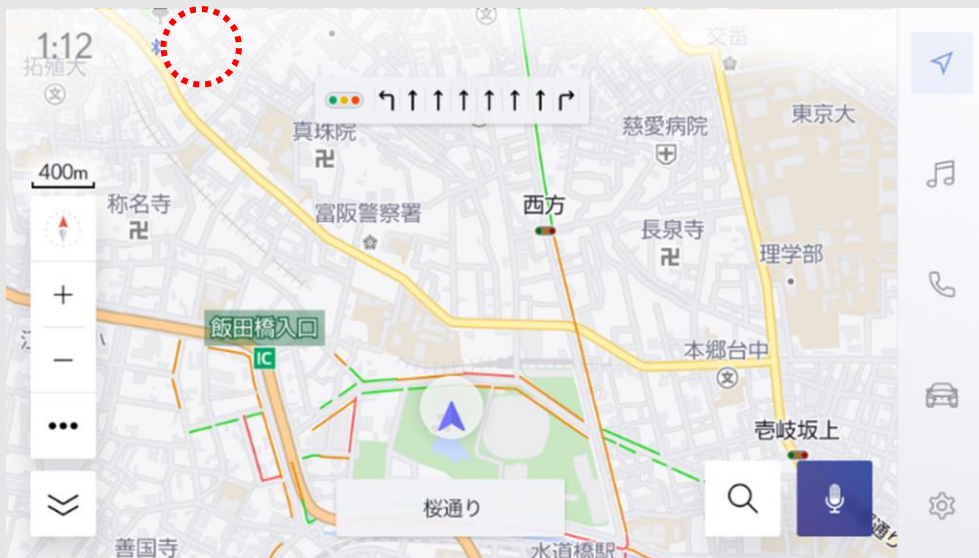 1:12
交番
拓殖大
東京大
真珠院
慈愛病院
400m
称名寺
富阪警察署
西方
長泉寺
理学部
飯田橋入口
IC
本郷台中
壱岐坂上
桜通り
善国寺
水道橋駅